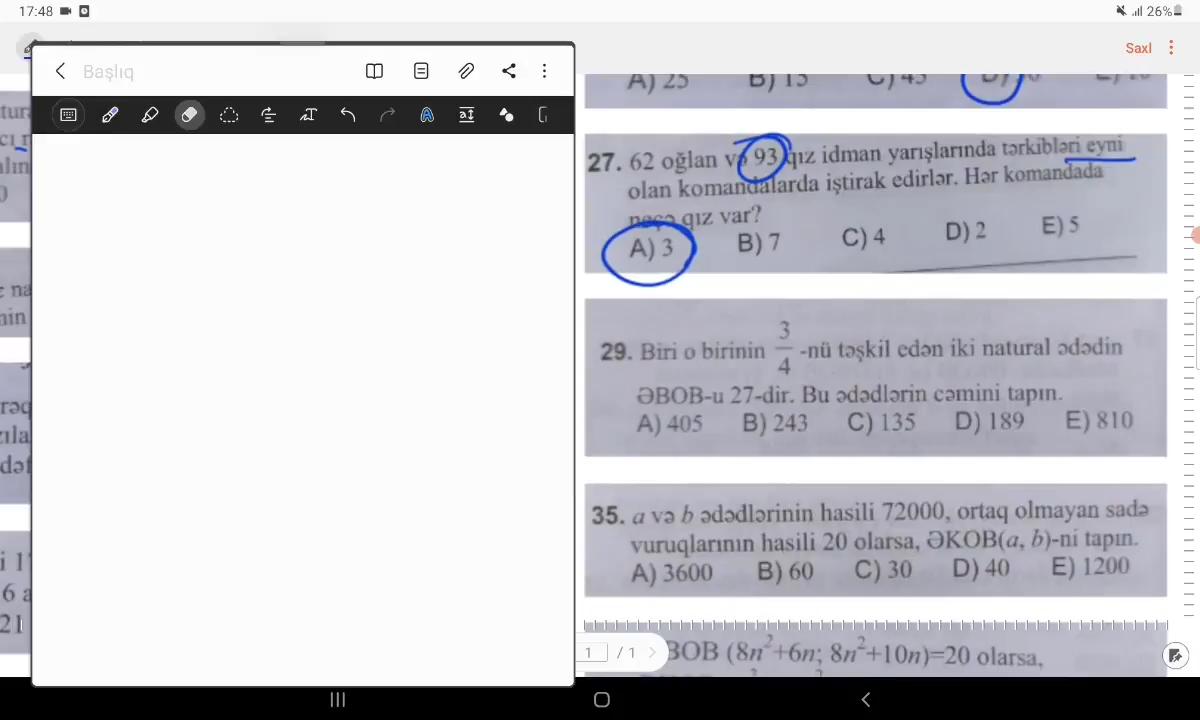 17:48
26%
Saxl
Başlıq
A) 25 B) 15 C) 45
27. 62 oğlan və 93 qız idman yarışlarında tərkibləri eyni
olan komandalarda iştirak edirlər. Hər komandada
neçə qız var?
A) 3 B) 7 C) 4 D) 2 E) 5
29. Biri o birinin 3/4 -nü təşkil edən iki natural ədədin
ƏBOB-u 27-dir. Bu ədədlərin cəmini tapın.
A) 405 B) 243 C) 135 D) 189 E) 810
35. a və b ədədlərinin hasili 72000, ortaq olmayan sadə
vuruqlarının hasili 20 olarsa, ƏKOB(a, b)-ni tapın.
A) 3600 B) 60 C) 30 D) 40 E) 1200
1 / 1
BOB (8n²+6n; 8n²+10n)=20 olarsa,